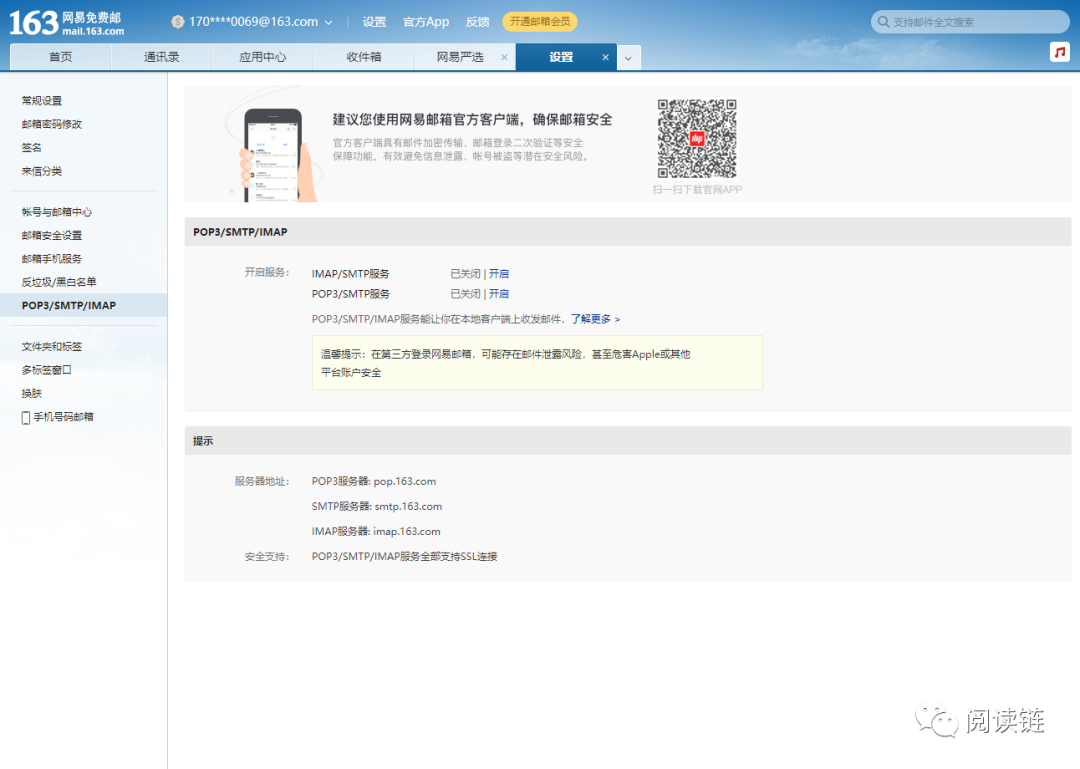 163 网易免费邮
mail.163.com
170****0069@163.com
设置
官方App
反馈
开通邮箱会员
支持邮件全文搜索
首页
通讯录
应用中心
收件箱
网易严选 ×
设置 ×
常规设置
邮箱密码修改
签名
来信分类
帐号与邮箱中心
邮箱安全设置
邮箱手机服务
反垃圾/黑白名单
POP3/SMTP/IMAP
文件夹和标签
多标签窗口
换肤
手机号码邮箱
建议您使用网易邮箱官方客户端，确保邮箱安全
官方客户端具有邮件加密传输、邮箱登录二次验证等安全
保障功能，有效避免信息泄露、帐号被盗等潜在安全风险。
扫一扫下载官网APP
POP3/SMTP/IMAP
开启服务：
IMAP/SMTP服务 已关闭 | 开启
POP3/SMTP服务 已关闭 | 开启
POP3/SMTP/IMAP服务能让你在本地客户端上收发邮件，了解更多 >
温馨提示：在第三方登录网易邮箱，可能存在邮件泄露风险，甚至危害Apple或其他
平台账户安全
提示
服务器地址：
POP3服务器: pop.163.com
SMTP服务器: smtp.163.com
IMAP服务器: imap.163.com
安全支持：
POP3/SMTP/IMAP服务全部支持SSL连接
阅读链